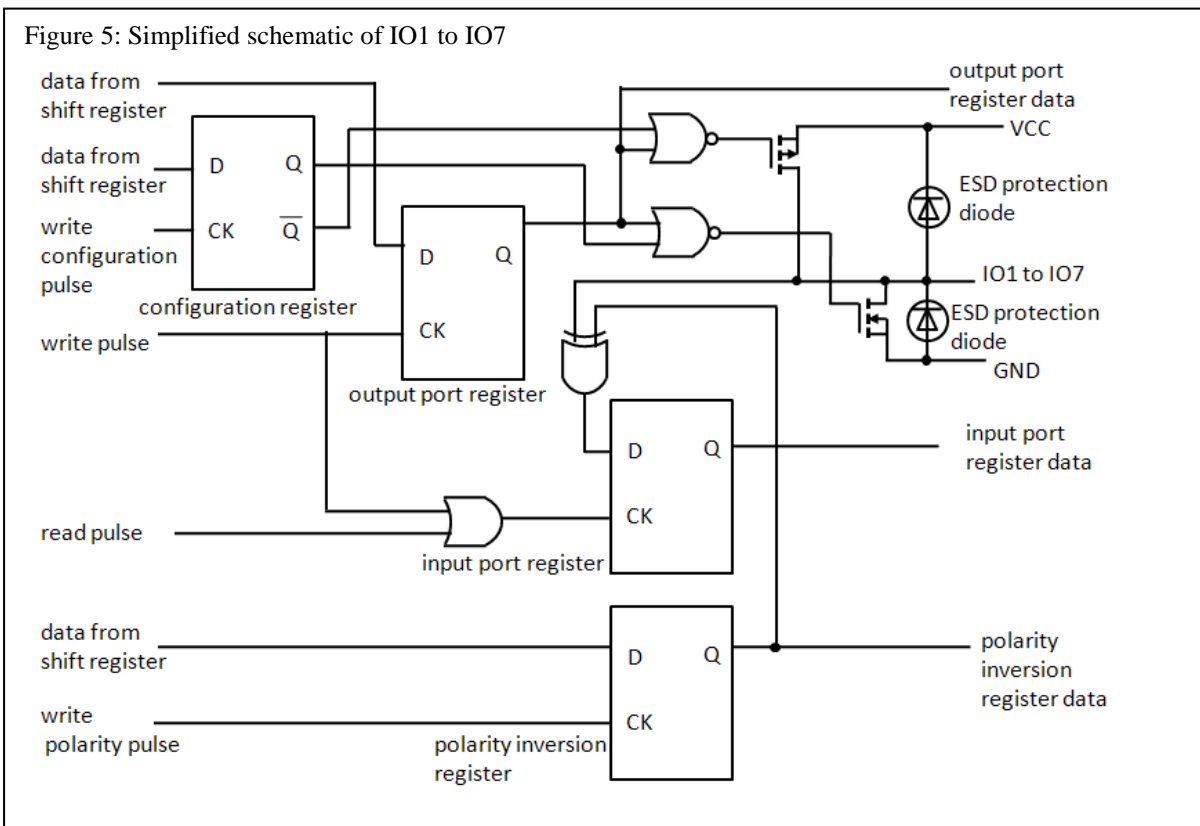 Figure 5: Simplified schematic of IO1 to IO7
data from
shift register
output port
register data
VCC
data from
shift register
D
Q
ESD protection
diode
write
configuration
pulse
CK
Q
configuration register
D
Q
IO1 to IO7
ESD protection
diode
write pulse
CK
GND
output port register
D
Q
input port
register data
read pulse
CK
input port register
data from
shift register
D
Q
polarity
inversion
register data
write
polarity pulse
CK
polarity inversion
register